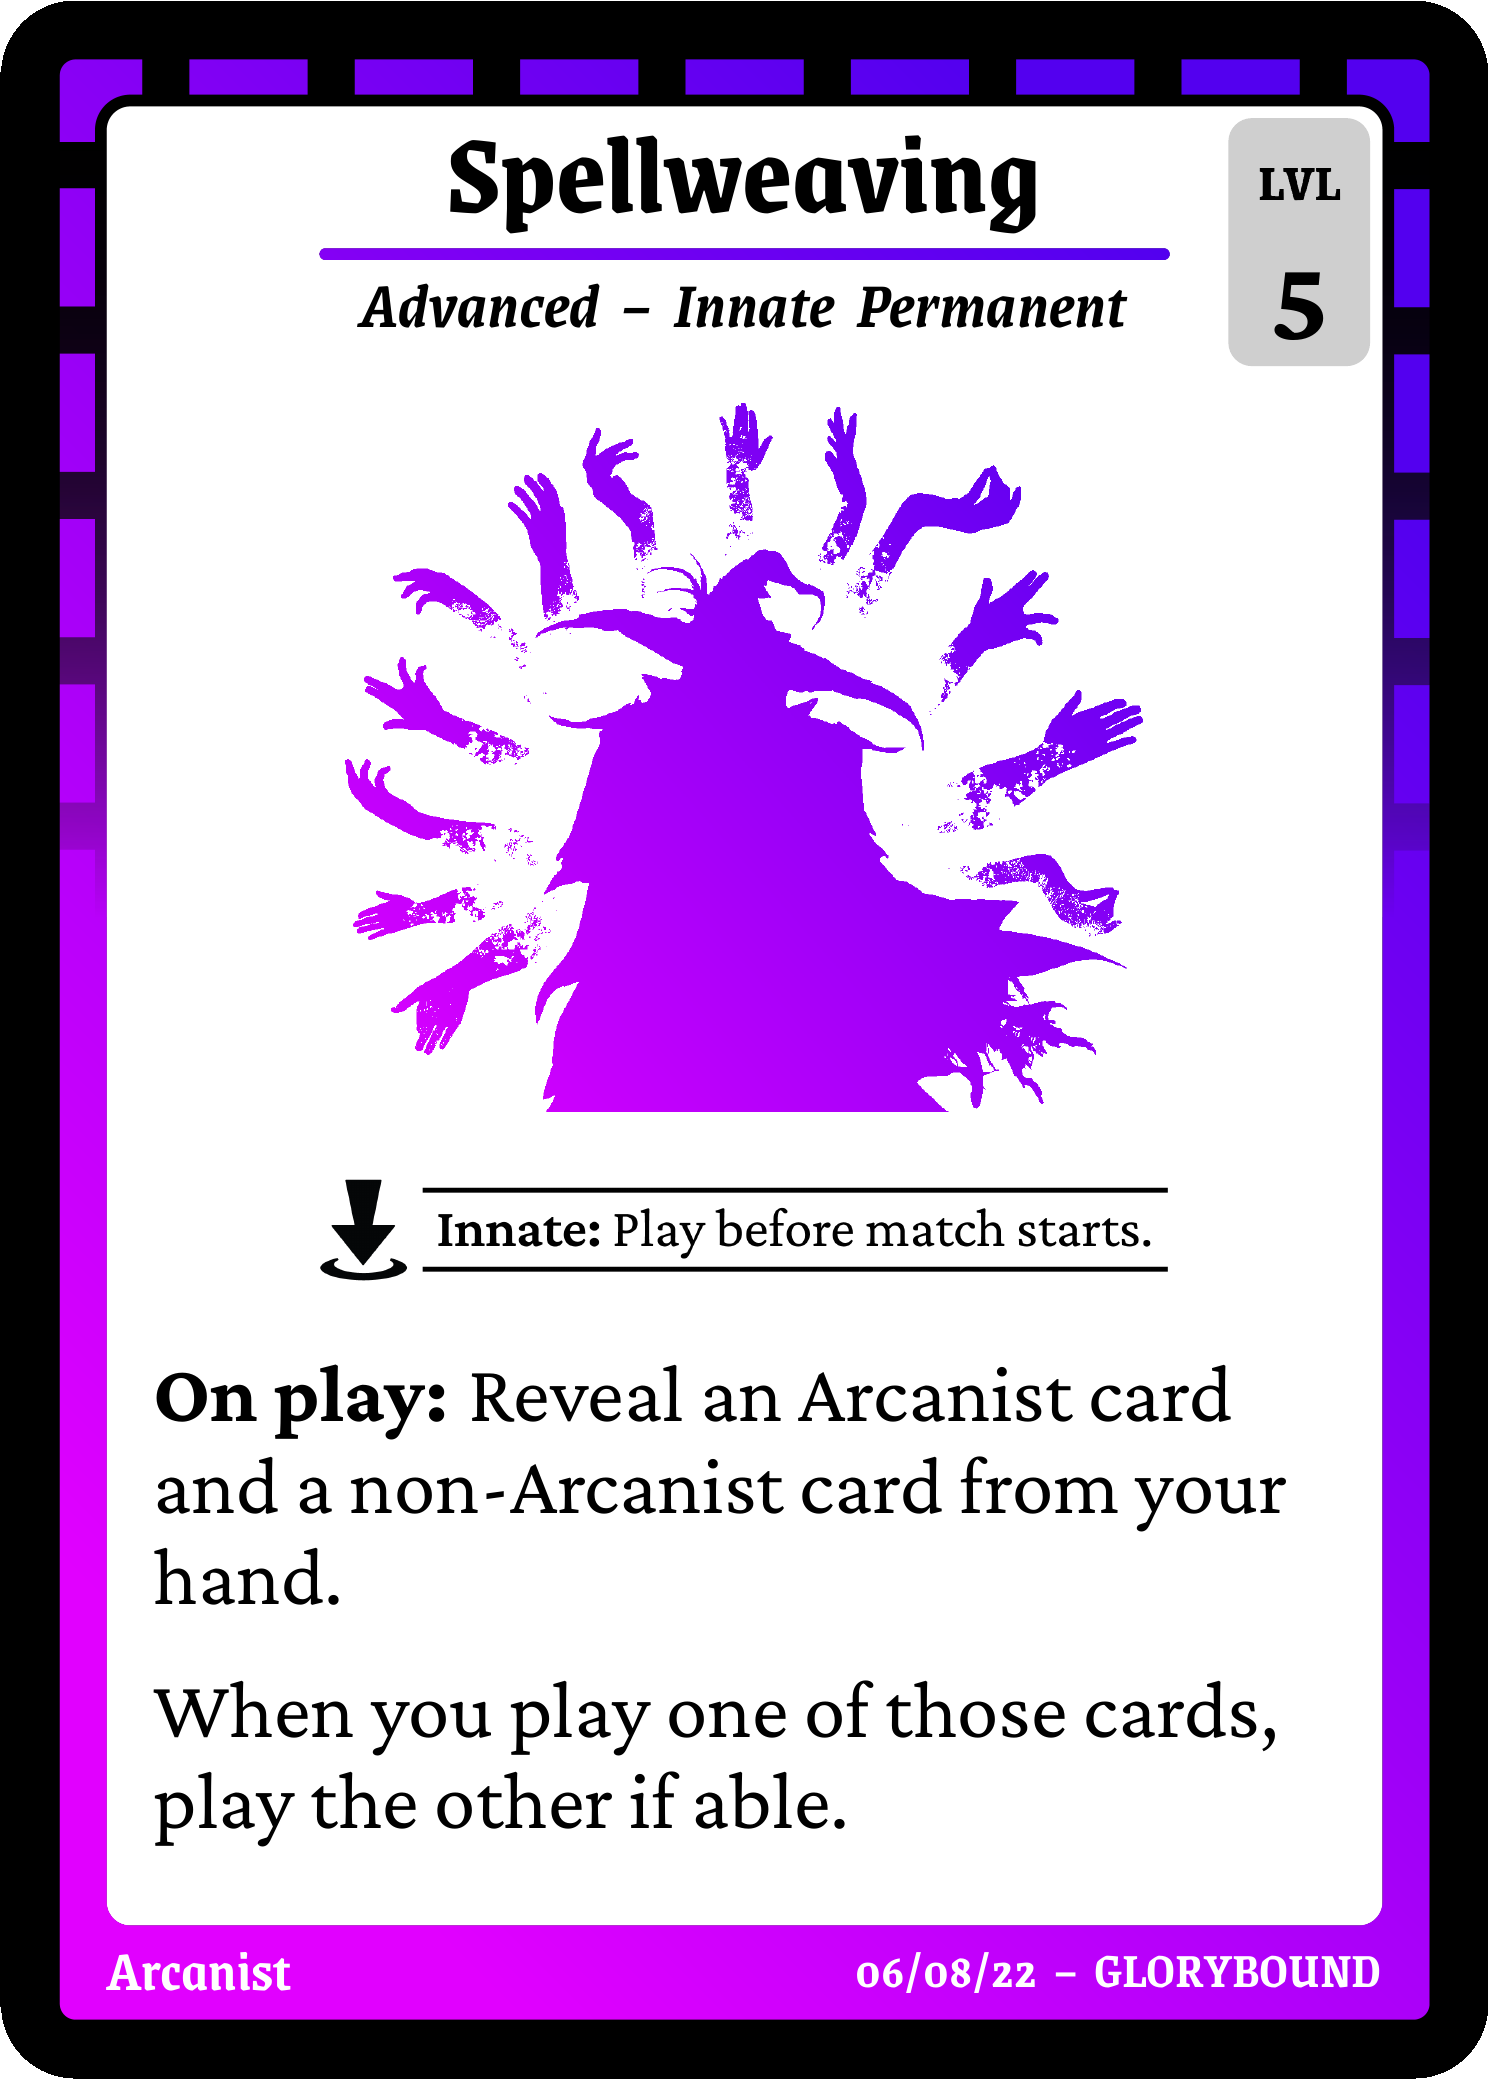 Spellweaving
LVL
5
Advanced – Innate Permanent
Innate: Play before match starts.
On play: Reveal an Arcanist card
and a non-Arcanist card from your
hand.
When you play one of those cards,
play the other if able.
Arcanist
06/08/22 – GLORYBOUND